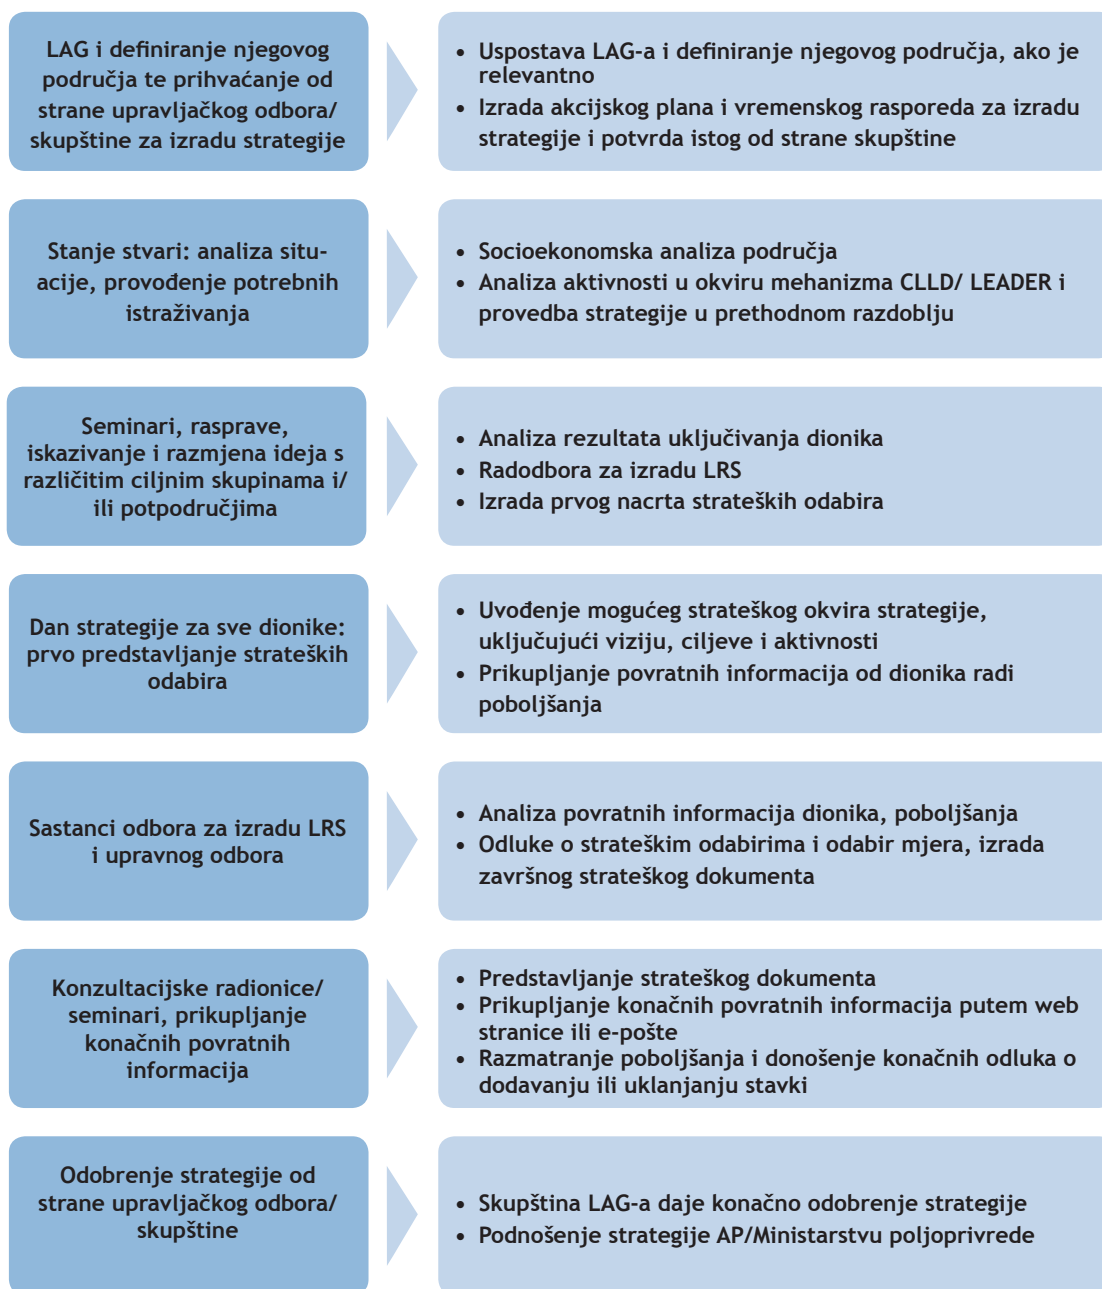 LAG i definiranje njegovog
područja te prihvaćanje od
strane upravljačkog odbora/
skupštine za izradu strategije
• Uspostava LAG-a i definiranje njegovog područja, ako je
relevantno
• Izrada akcijskog plana i vremenskog rasporeda za izradu
strategije i potvrda istog od strane skupštine
Stanje stvari: analiza situ-
acije, provođenje potrebnih
istraživanja
• Socioekonomska analiza područja
• Analiza aktivnosti u okviru mehanizma CLLD/ LEADER i
provedba strategije u prethodnom razdoblju
Seminari, rasprave,
iskazivanje i razmjena ideja s
različitim ciljnim skupinama i/
ili potpodručjima
• Analiza rezultata uključivanja dionika
• Radodbora za izradu LRS
• Izrada prvog nacrta strateških odabira
Dan strategije za sve dionike:
prvo predstavljanje strateških
odabira
• Uvođenje mogućeg strateškog okvira strategije,
uključujući viziju, ciljeve i aktivnosti
• Prikupljanje povratnih informacija od dionika radi
poboljšanja
Sastanci odbora za izradu LRS
i upravnog odbora
• Analiza povratnih informacija dionika, poboljšanja
• Odluke o strateškim odabirima i odabir mjera, izrada
završnog strateškog dokumenta
Konzultacijske radionice/
seminari, prikupljanje
konačnih povratnih
informacija
• Predstavljanje strateškog dokumenta
• Prikupljanje konačnih povratnih informacija putem web
stranice ili e-pošte
• Razmatranje poboljšanja i donošenje konačnih odluka o
dodavanju ili uklanjanju stavki
Odobrenje strategije od
strane upravljačkog odbora/
skupštine
• Skupština LAG-a daje konačno odobrenje strategije
• Podnošenje strategije AP/Ministarstvu poljoprivrede